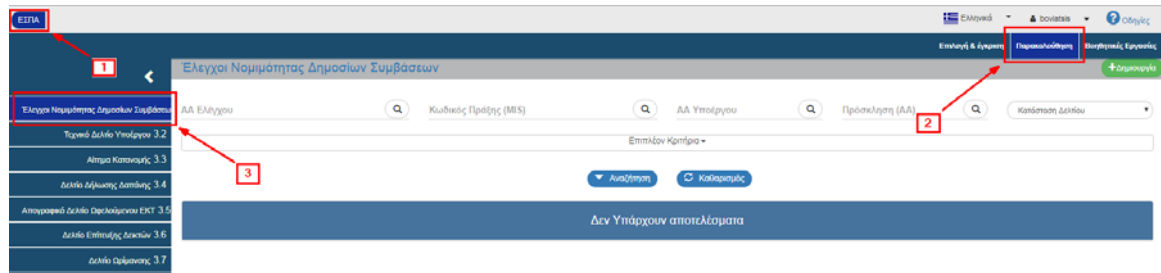 ΕΣΠΑ
Ελληνικά
boviatsis
Οδηγίες
Επιλογή & έγκριση
Παρακολούθηση
Βοηθητικές Εργασίες
1
2
3
Έλεγχοι Νομιμότητας Δημοσίων Συμβάσεων
+Δημιουργία
Έλεγχοι Νομιμότητας Δημοσίων Συμβάσεω
ΑΑ Ελέγχου
Κωδικός Πράξης (MIS)
ΑΑ Υποέργου
Πρόσκληση (ΑΑ)
Κατάσταση Δελτίου
Τεχνικό Δελτίο Υποέργου 3.2
Επιπλέον Κριτήρια
Αίτημα Κατανομής 3.3
Αναζήτηση
Καθαρισμός
Δελτίο Δήλωσης Δαπάνης 3.4
Απογραφικό Δελτίο Ωφελούμενου ΕΚΤ 3.5
Δεν Υπάρχουν αποτελέσματα
Δελτίο Επίτευξης Δεικτών 3.6
Δελτίο Ωρίμανσης 3.7